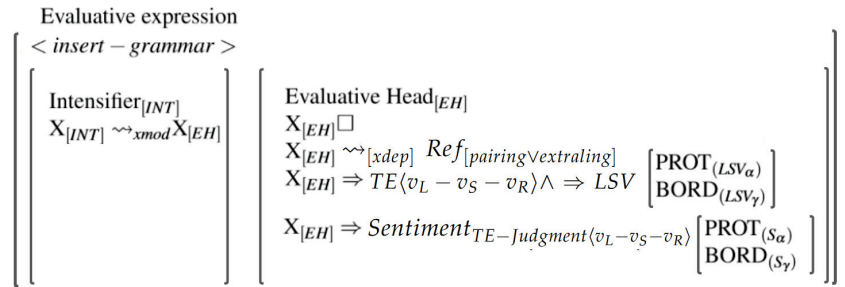 Evaluative expression
< insert − grammar >
Intensifier[INT]
X[INT] ⇝xmod X[EH]
Evaluative Head[EH]
X[EH]□
X[EH] ⇝[xdep] Ref[pairing∨extraling]
X[EH] ⇒ TE⟨vL − vS − vR⟩∧ ⇒ LSV [PROT(LSVα)
BORD(LSVγ)]
X[EH] ⇒ SentimentTE−Judgment⟨vL−vS−vR⟩ [PROT(Sα)
BORD(Sγ)]